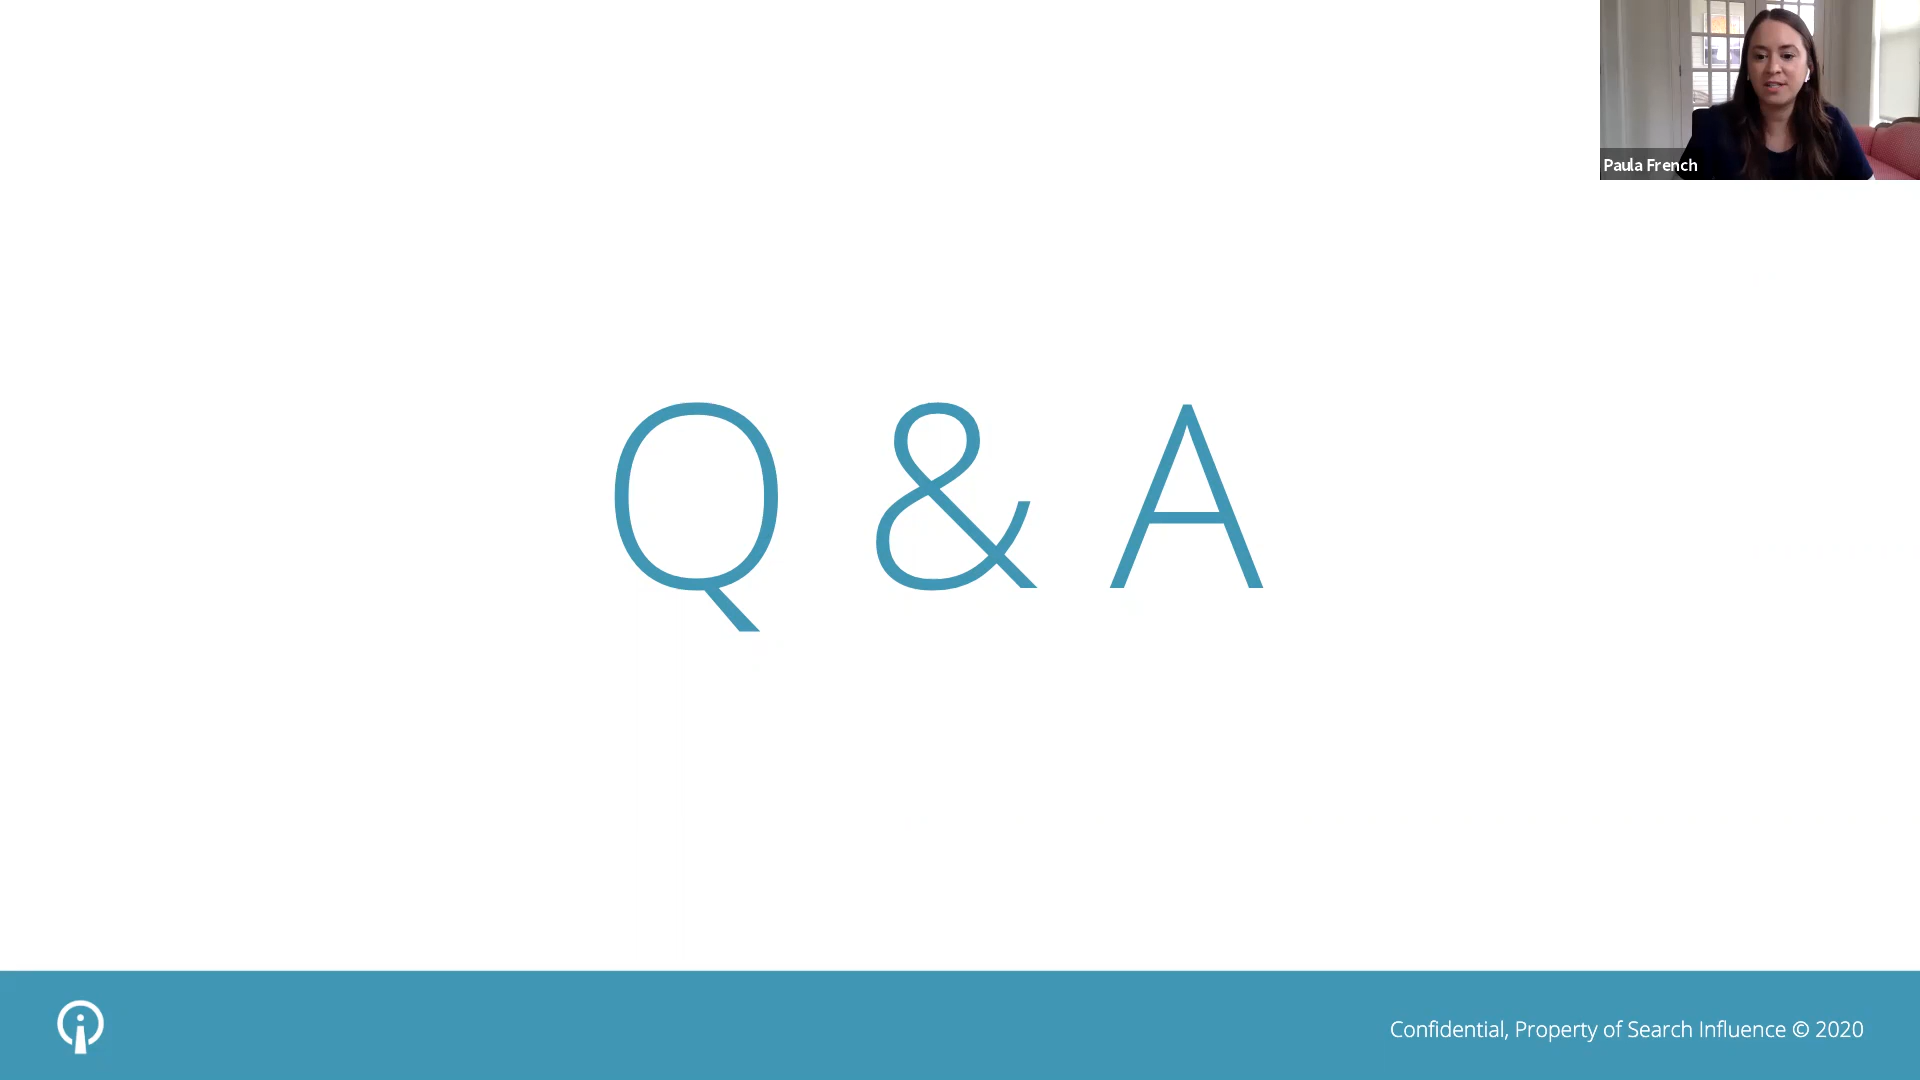 Paula French
Q & A
Confidential, Property of Search Influence © 2020